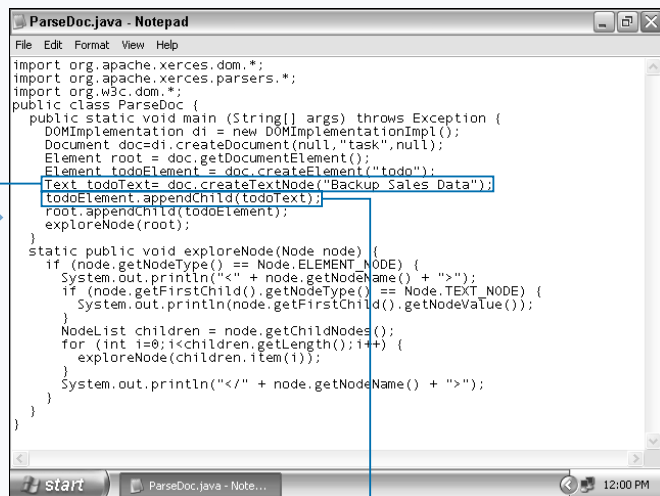 ParseDoc.java - Notepad
File Edit Format View Help
import org.apache.xerces.dom.*;
import org.apache.xerces.parsers.*;
import org.w3c.dom.*;
public class ParseDoc {
  public static void main (String[] args) throws Exception {
    DOMImplementation di = new DOMImplementationImpl();
    Document doc=di.createDocument(null,"task",null);
    Element root = doc.getDocumentElement();
    Element todoElement = doc.createElement("todo");
    Text todoText= doc.createTextNode("Backup Sales Data");
    todoElement.appendChild(todoText);
    root.appendChild(todoElement);
    exploreNode(root);
  }
  static public void exploreNode(Node node) {
    if (node.getNodeType() == Node.ELEMENT_NODE) {
      System.out.println("<" + node.getNodeName() + ">");
      if (node.getFirstChild().getNodeType() == Node.TEXT_NODE) {
        System.out.println(node.getFirstChild().getNodeValue());
      }
      NodeList children = node.getChildNodes();
      for (int i=0;i<children.getLength();i++) {
        exploreNode(children.item(i));
      }
      System.out.println("</" + node.getNodeName() + ">");
    }
  }
}
start ParseDoc.java - Note... 12:00 PM